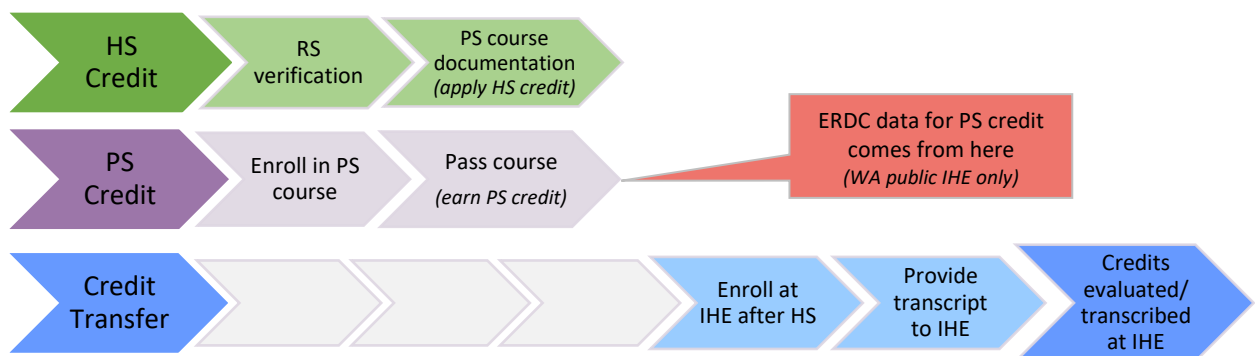 HS
Credit
RS
verification
PS course
documentation
(apply HS credit)
PS
Credit
Enroll in PS
course
Pass course
(earn PS credit)
ERDC data for PS credit
comes from here
(WA public IHE only)
Credit
Transfer
Enroll at
IHE after HS
Provide
transcript
to IHE
Credits
evaluated/
transcribed
at IHE